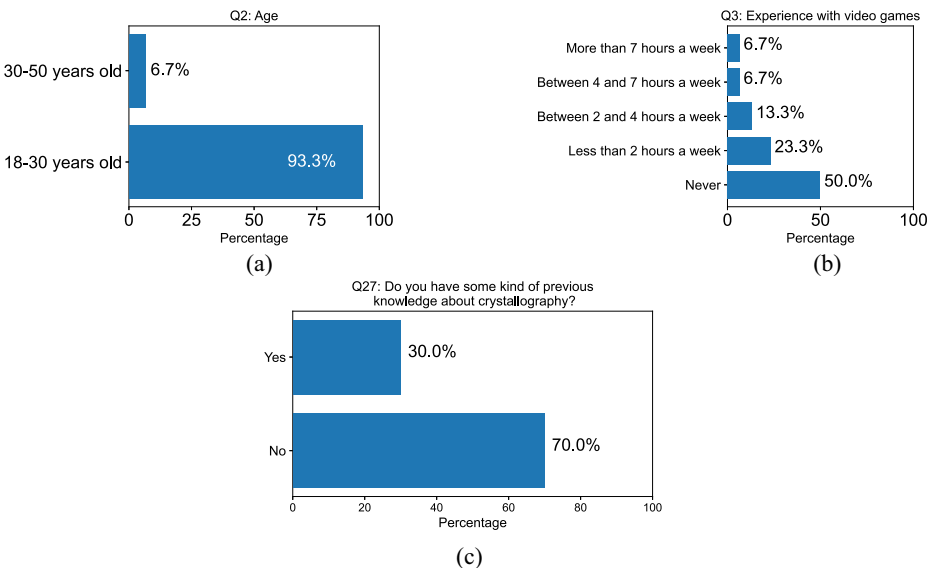 Q2: Age
30-50 years old
6.7%
18-30 years old
93.3%
0 25 50 75 100
Percentage
(a)
Q3: Experience with video games
More than 7 hours a week
6.7%
Between 4 and 7 hours a week
6.7%
Between 2 and 4 hours a week
13.3%
Less than 2 hours a week
23.3%
Never
50.0%
0 50 100
Percentage
(b)
Q27: Do you have some kind of previous
knowledge about crystallography?
Yes
30.0%
No
70.0%
0 20 40 60 80 100
Percentage
(c)